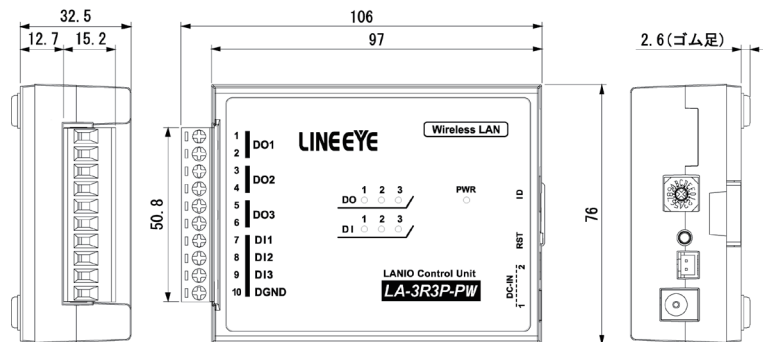 32.5
12.7
15.2
106
97
2.6(ゴム足)
50.8
76
1
2
DO1
3
4
DO2
5
6
DO3
7 DI1
8 DI2
9 DI3
10 DGND
LINEEYE
Wireless LAN
1 2 3
DO
1 2 3
DI
PWR
ID
RST
DC-IN
2
1
LANIO Control Unit
LA-3R3P-PW